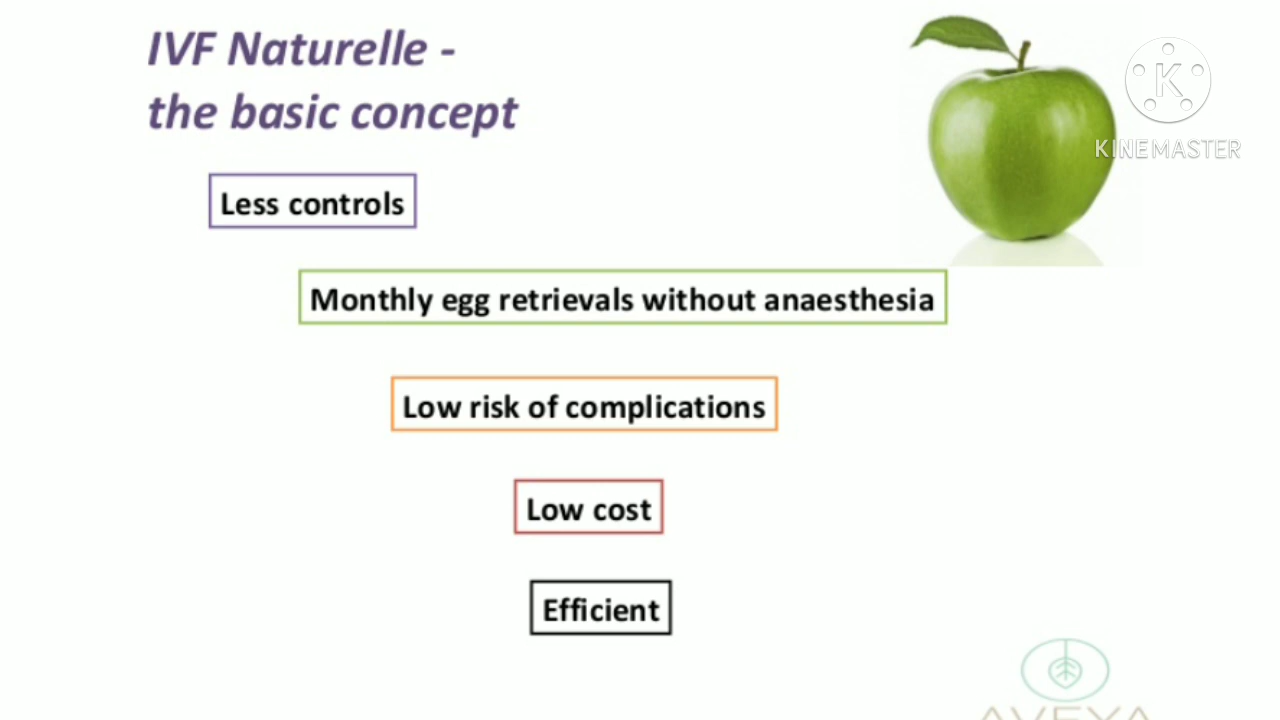 IVF Naturelle -
the basic concept
K
KINEMASTER
Less controls
Monthly egg retrievals without anaesthesia
Low risk of complications
Low cost
Efficient